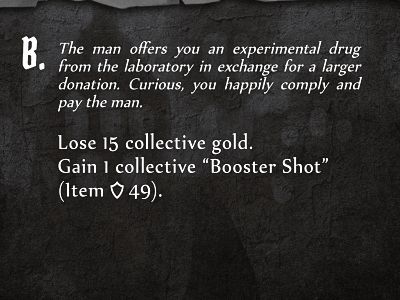 B. The man offers you an experimental drug
from the laboratory in exchange for a larger
donation. Curious, you happily comply and
pay the man.
Lose 15 collective gold.
Gain 1 collective “Booster Shot”
(Item 49).